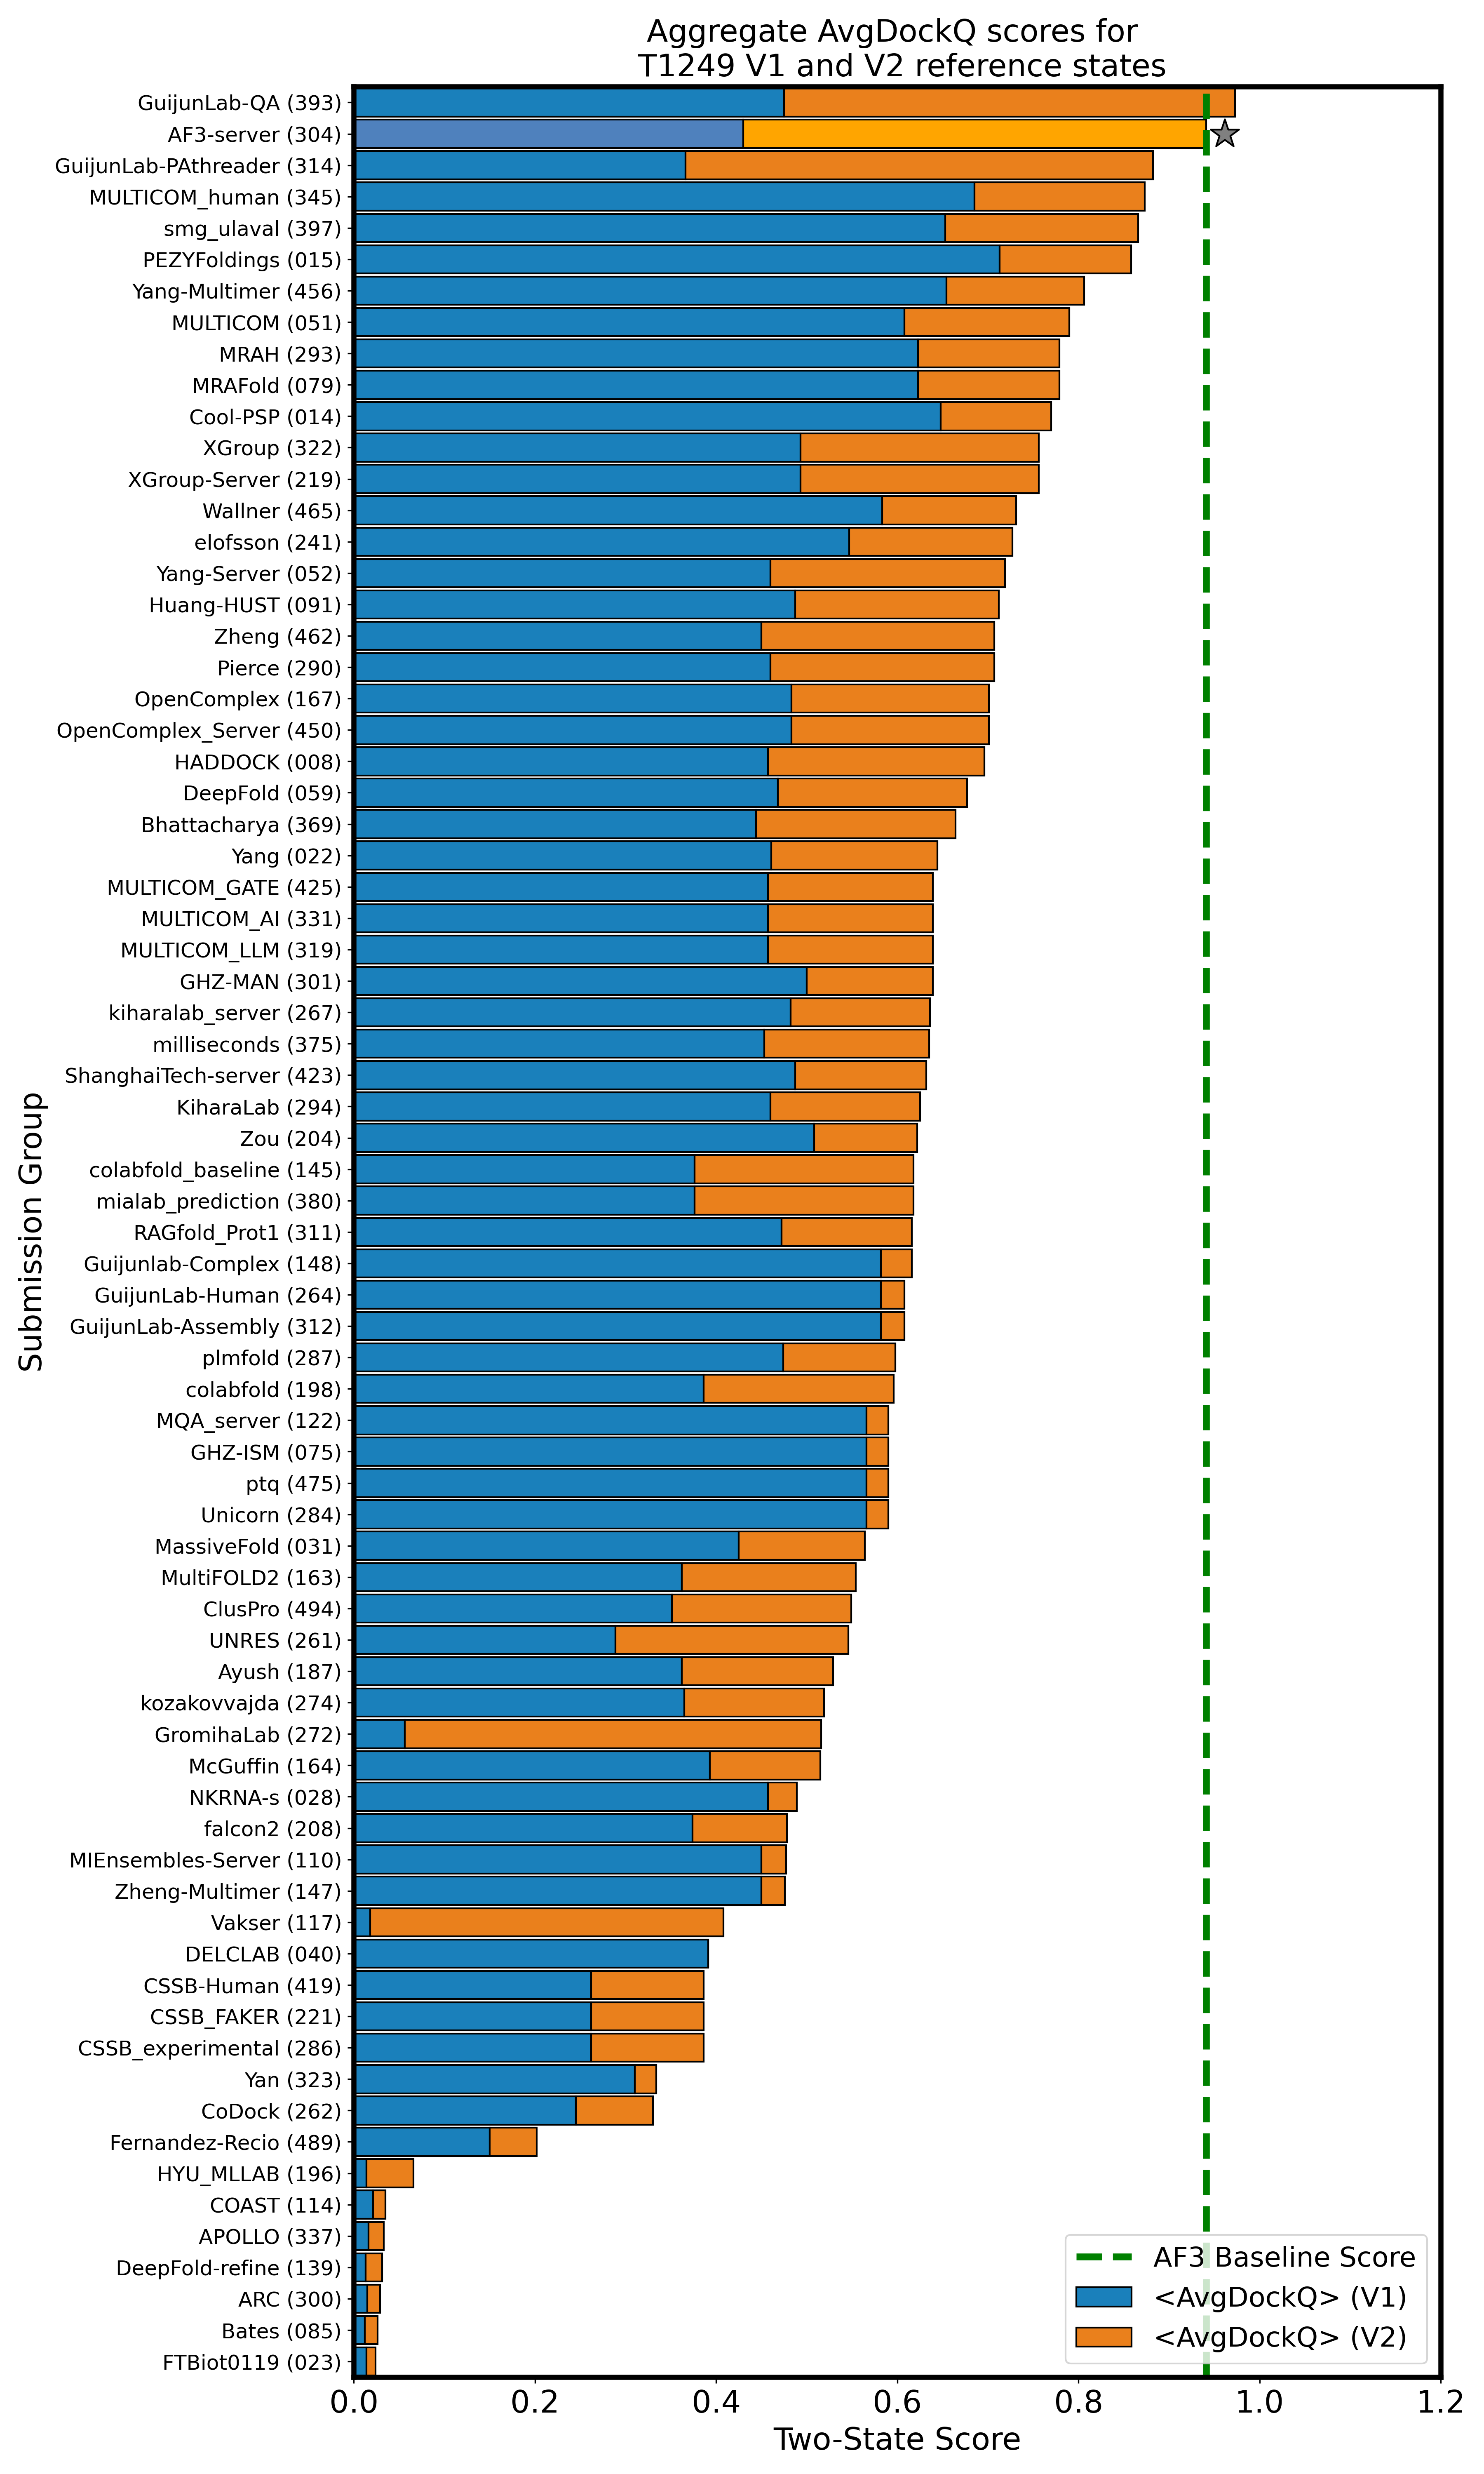 Aggregate AvgDockQ scores for
T1249 V1 and V2 reference states
GuijunLab-QA (393)
AF3-server (304)
GuijunLab-PAthreader (314)
MULTICOM_human (345)
smg_ulaval (397)
PEZYFoldings (015)
Yang-Multimer (456)
MULTICOM (051)
MRAH (293)
MRAFold (079)
Cool-PSP (014)
XGroup (322)
XGroup-Server (219)
Wallner (465)
elofsson (241)
Yang-Server (052)
Huang-HUST (091)
Zheng (462)
Pierce (290)
OpenComplex (167)
OpenComplex_Server (450)
HADDOCK (008)
DeepFold (059)
Bhattacharya (369)
Yang (022)
MULTICOM_GATE (425)
MULTICOM_AI (331)
MULTICOM_LLM (319)
GHZ-MAN (301)
kiharalab_server (267)
milliseconds (375)
ShanghaiTech-server (423)
KiharaLab (294)
Zou (204)
colabfold_baseline (145)
mialab_prediction (380)
RAGfold_Prot1 (311)
Guijunlab-Complex (148)
GuijunLab-Human (264)
GuijunLab-Assembly (312)
plmfold (287)
colabfold (198)
MQA_server (122)
GHZ-ISM (075)
ptq (475)
Unicorn (284)
MassiveFold (031)
MultiFOLD2 (163)
ClusPro (494)
UNRES (261)
Ayush (187)
kozakovvajda (274)
GromihaLab (272)
McGuffin (164)
NKRNA-s (028)
falcon2 (208)
MIEnsembles-Server (110)
Zheng-Multimer (147)
Vakser (117)
DELCLAB (040)
CSSB-Human (419)
CSSB_FAKER (221)
CSSB_experimental (286)
Yan (323)
CoDock (262)
Fernandez-Recio (489)
HYU_MLLAB (196)
COAST (114)
APOLLO (337)
DeepFold-refine (139)
ARC (300)
Bates (085)
FTBiot0119 (023)
Submission Group
AF3 Baseline Score
<AvgDockQ> (V1)
<AvgDockQ> (V2)
0.0 0.2 0.4 0.6 0.8 1.0 1.2
Two-State Score